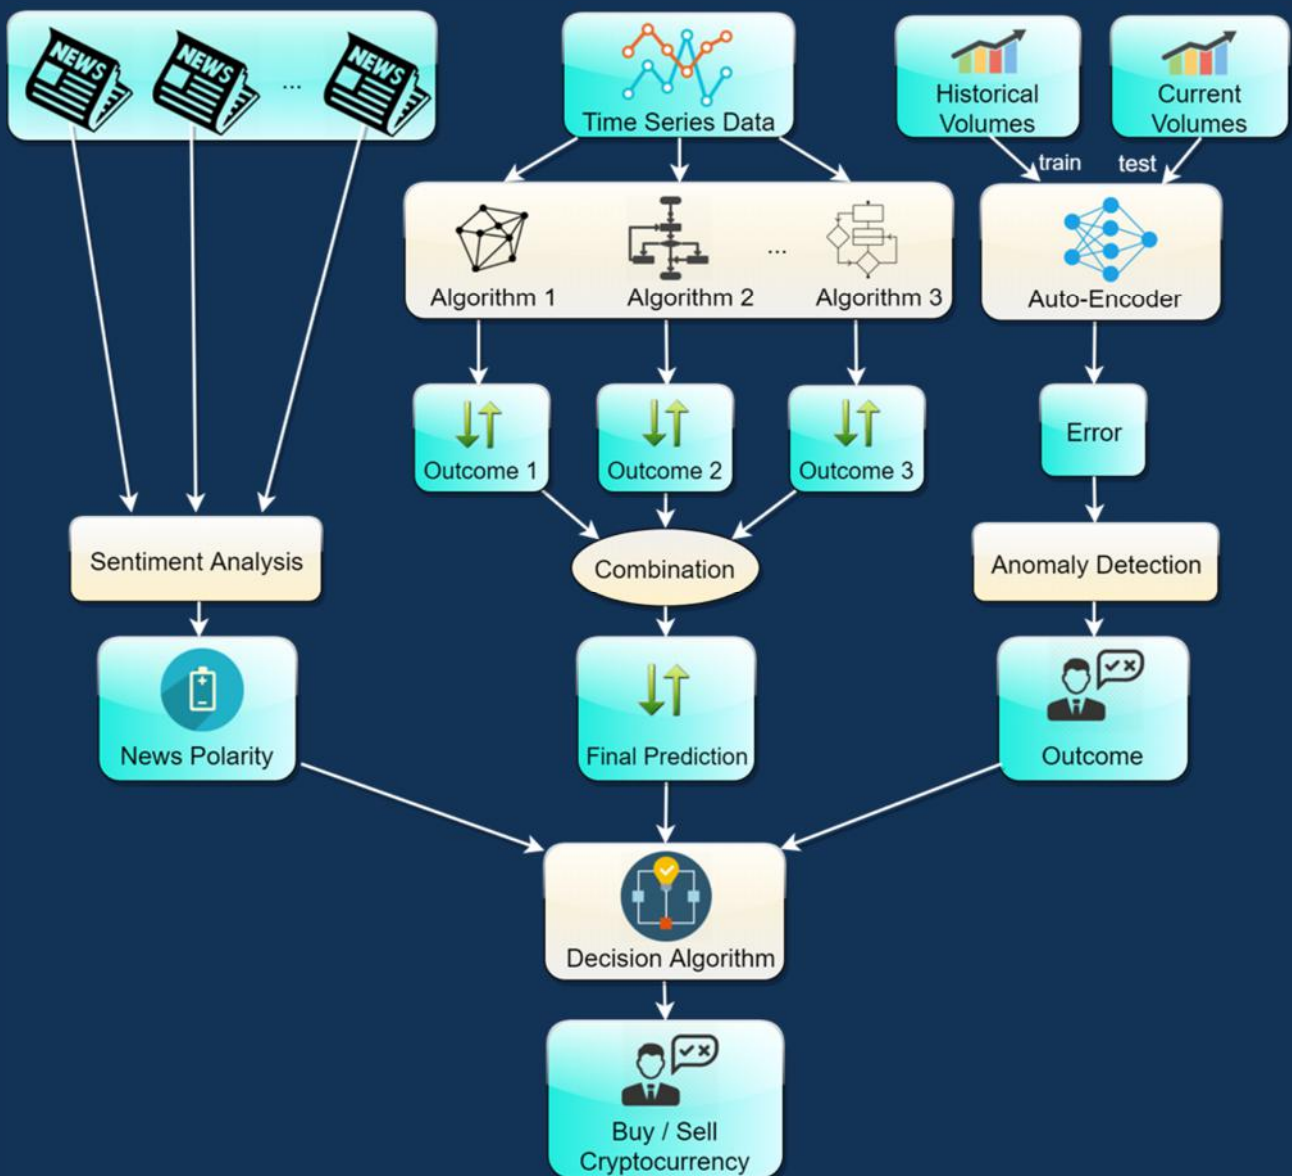 NEWS
NEWS
...
NEWS
Time Series Data
Historical
Volumes
Current
Volumes
train
test
Algorithm 1
Algorithm 2
...
Algorithm 3
Auto-Encoder
Outcome 1
Outcome 2
Outcome 3
Error
Sentiment Analysis
Combination
Anomaly Detection
News Polarity
Final Prediction
Outcome
Decision Algorithm
Buy / Sell
Cryptocurrency